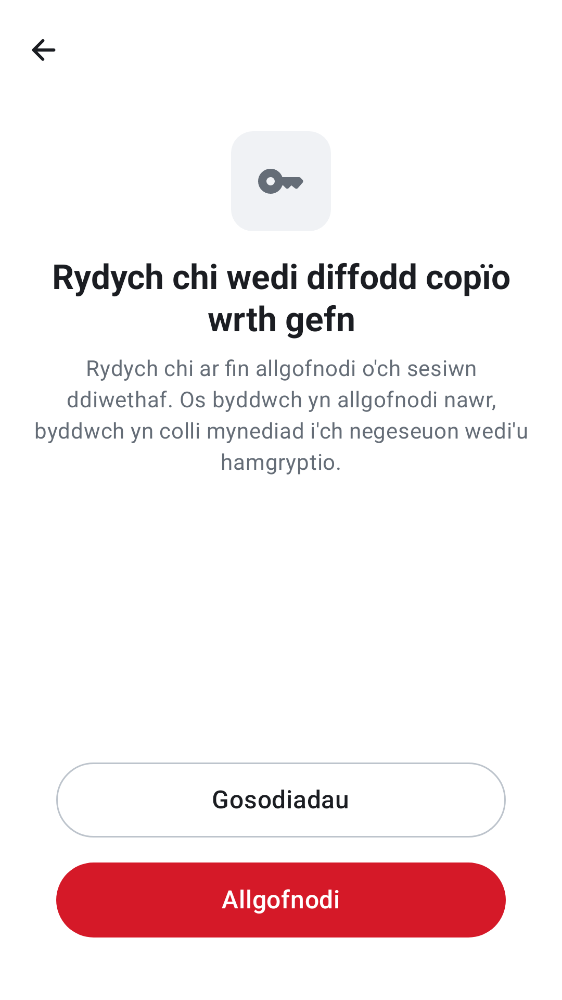 Rydych chi wedi diffodd copïo
wrth gefn
Rydych chi ar fin allgofnodi o'ch sesiwn
ddiwethaf. Os byddwch yn allgofnodi nawr,
byddwch yn colli mynediad i'ch negeseuon wedi'u
hamgryptio.
Gosodiadau
Allgofnodi